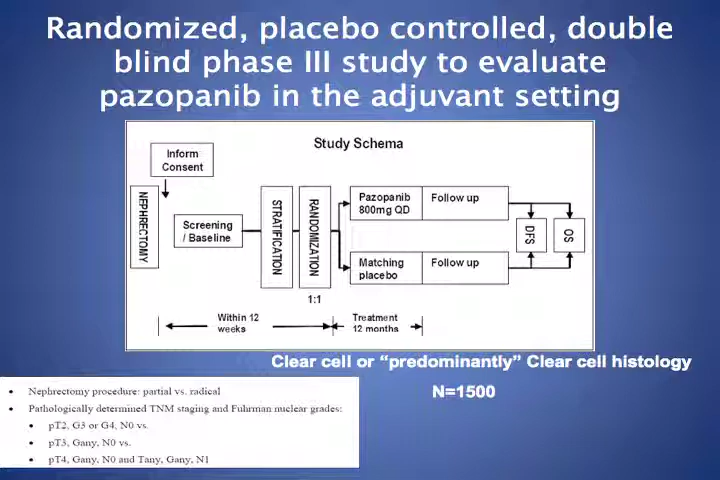 Randomized, placebo controlled, double
blind phase III study to evaluate
pazopanib in the adjuvant setting
Study Schema
Inform
Consent
NEPHRECTOMY
Screening
/ Baseline
STRATIFICATION
RANDOMIZATION
1:1
Pazopanib
800mg QD
Follow up
Matching
placebo
Follow up
DFS
OS
Within 12
weeks
Treatment
12 months
Clear cell or “predominantly” Clear cell histology
N=1500
• Nephrectomy procedure: partial vs. radical
• Pathologically determined TNM staging and Fuhrman nuclear grades:
• pT2, G3 or G4, N0 vs.
• pT3, Gany, N0 vs.
• pT4, Gany, N0 and Tany, Gany, N1